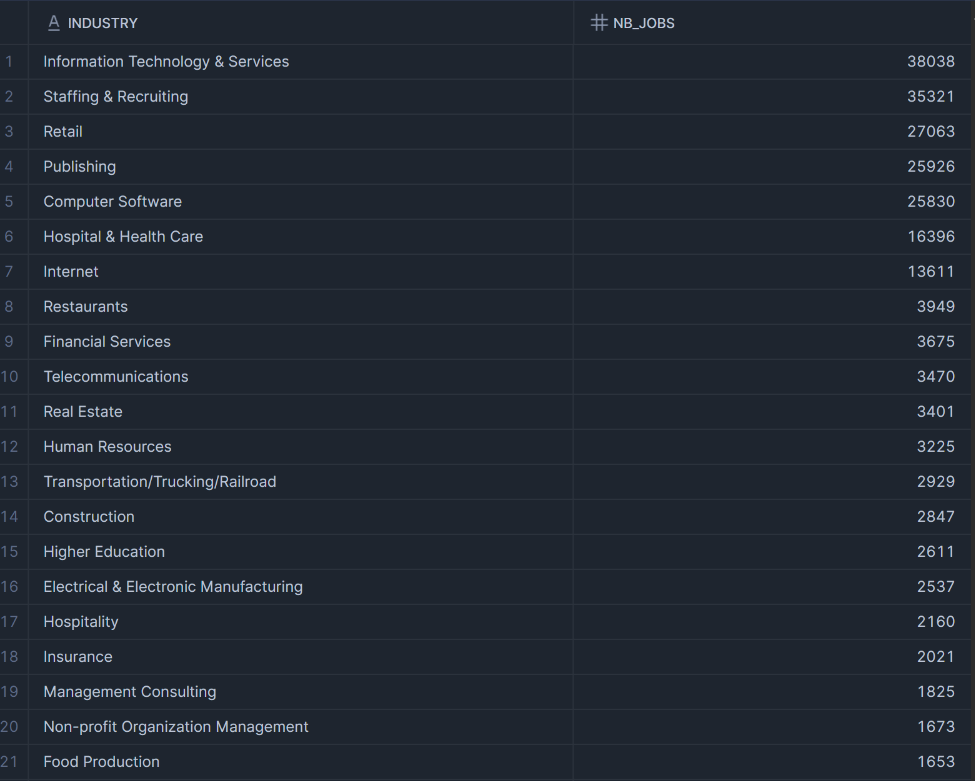 A INDUSTRY # NB_JOBS
1 Information Technology & Services 38038
2 Staffing & Recruiting 35321
3 Retail 27063
4 Publishing 25926
5 Computer Software 25830
6 Hospital & Health Care 16396
7 Internet 13611
8 Restaurants 3949
9 Financial Services 3675
10 Telecommunications 3470
11 Real Estate 3401
12 Human Resources 3225
13 Transportation/Trucking/Railroad 2929
14 Construction 2847
15 Higher Education 2611
16 Electrical & Electronic Manufacturing 2537
17 Hospitality 2160
18 Insurance 2021
19 Management Consulting 1825
20 Non-profit Organization Management 1673
21 Food Production 1653